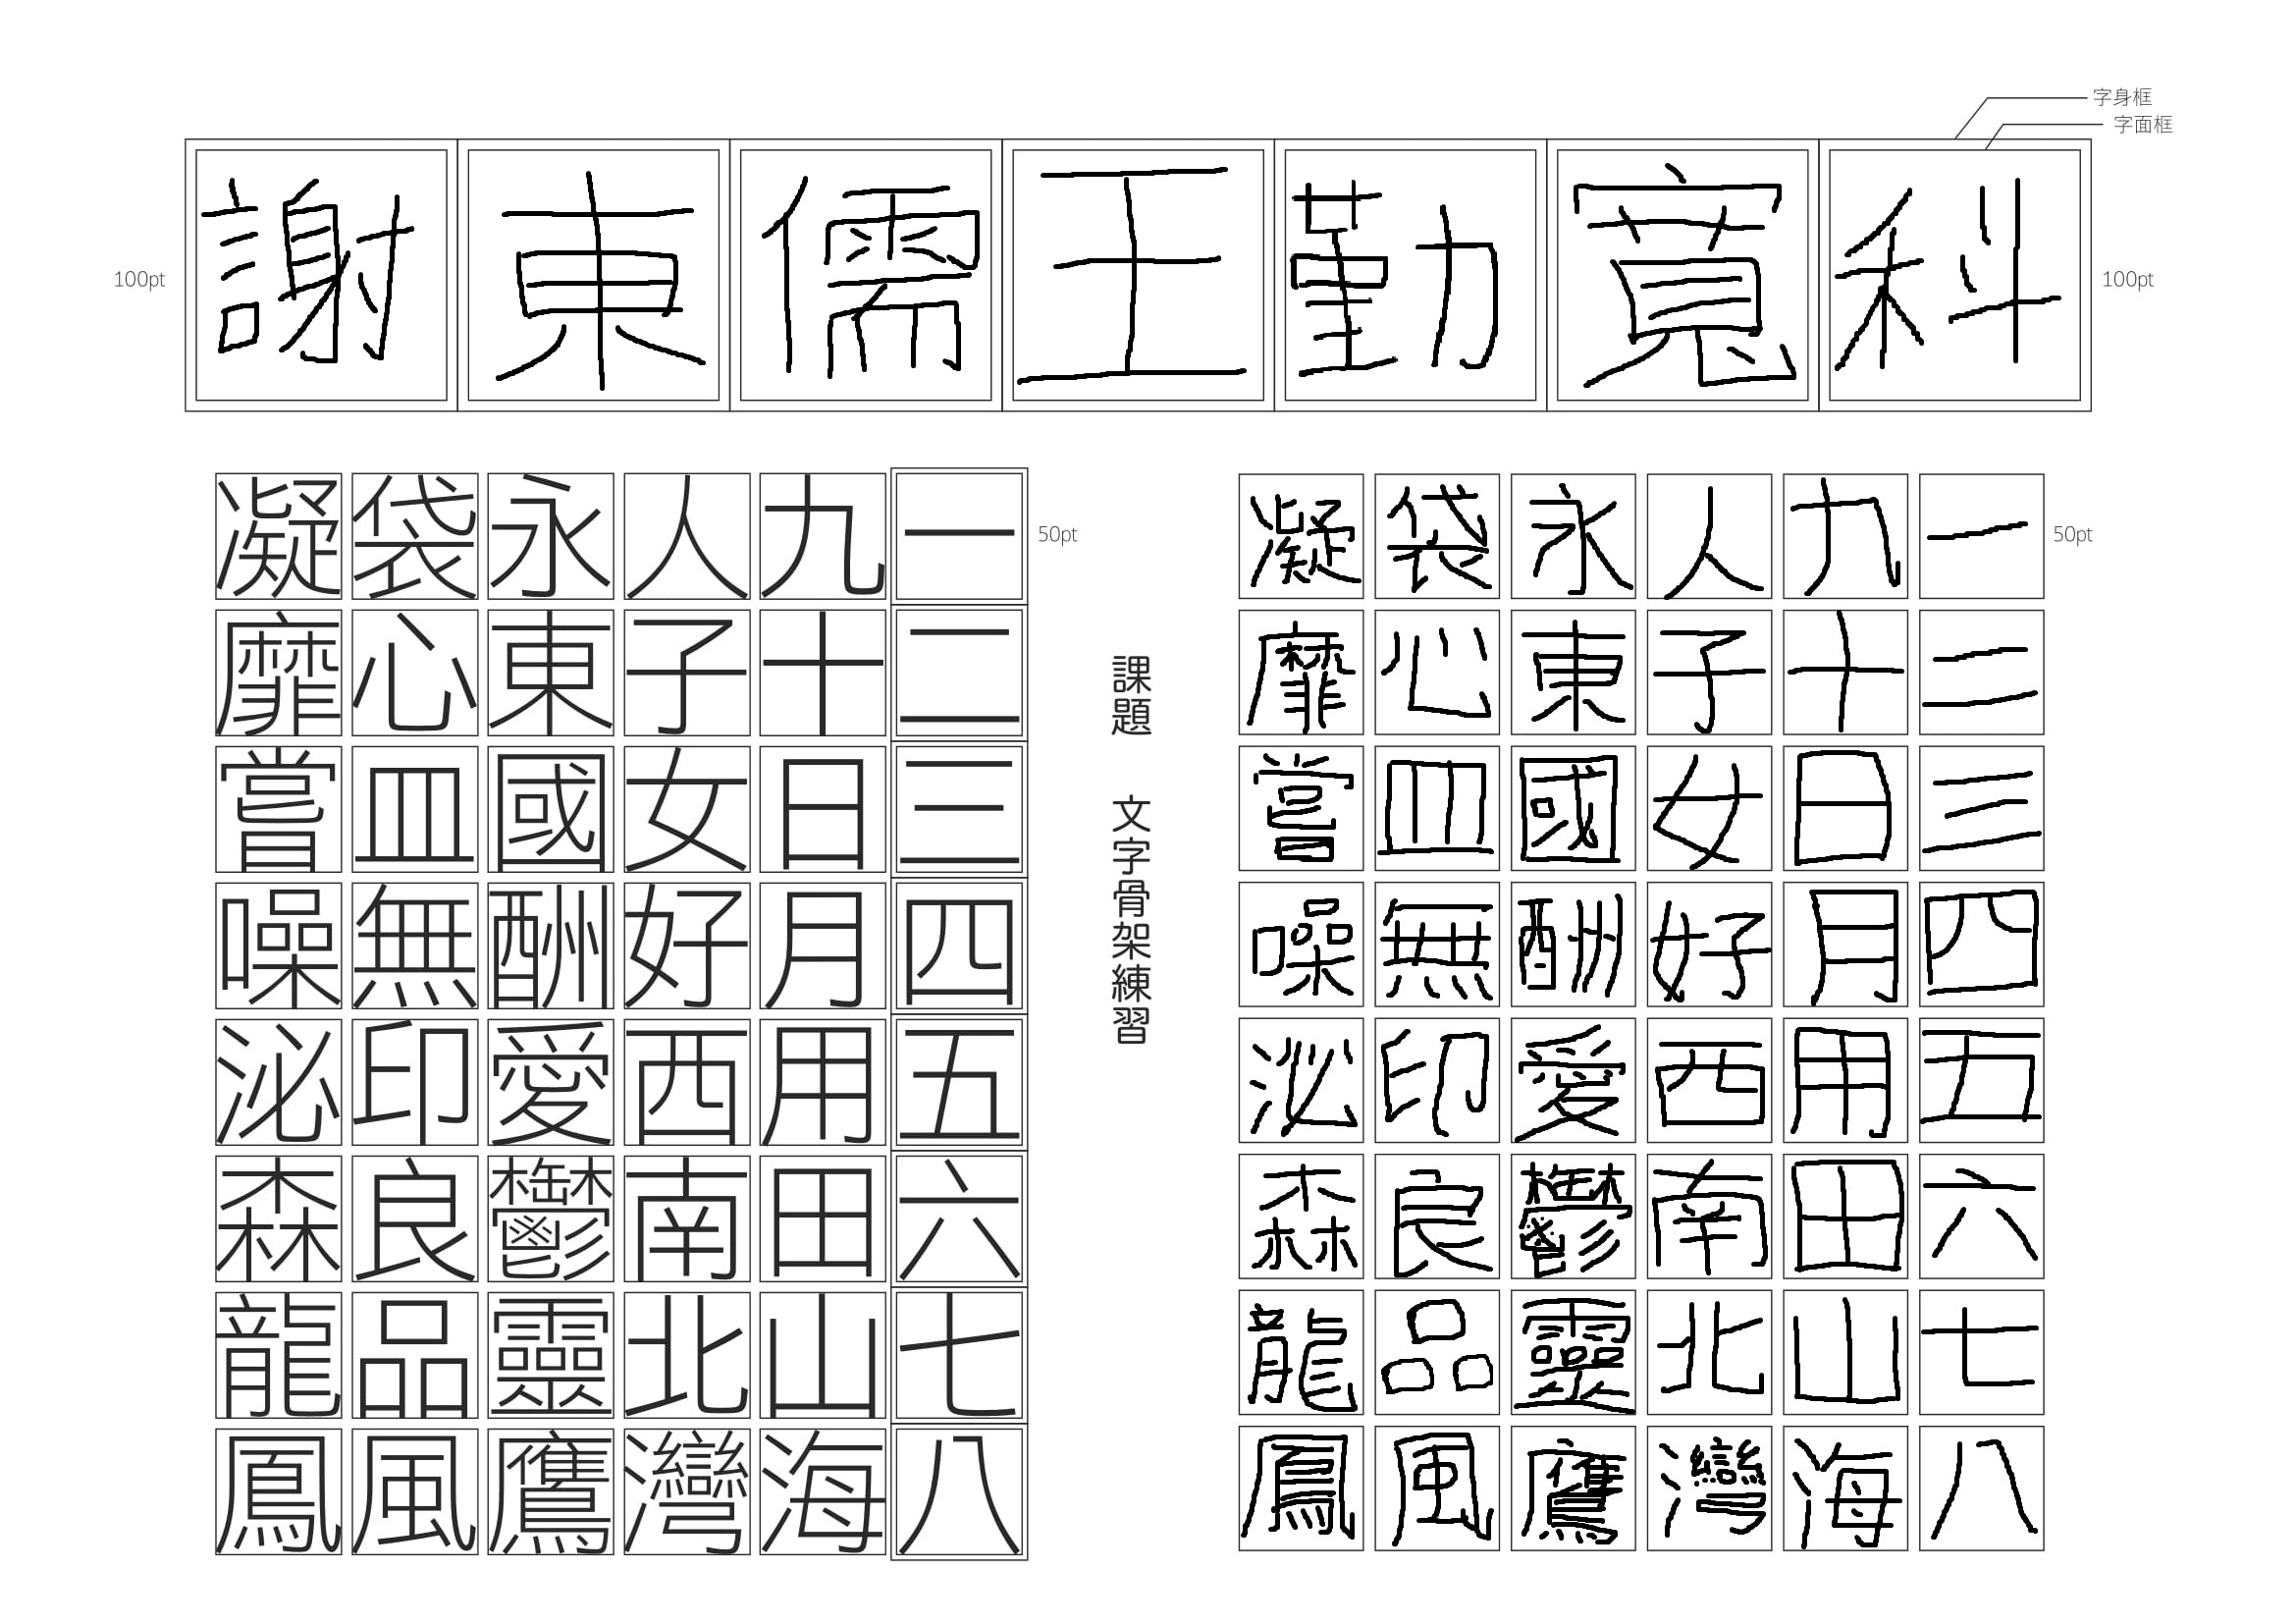 字身框
字面框
100pt
謝東儒王勤寬科
100pt
50pt
一二三四五六七八
九十日月用田山海
人子女好西南北灣
永東國酬愛鬱靈鷹
袋心皿無印良品風
凝靡嘗噪泌森龍鳳
課題 文字骨架練習
50pt
一二三四五六七八
九十日月用田山海
人子女好西南北灣
永東國酬愛鬱靈鷹
袋心皿無印良品風
凝靡嘗噪泌森龍鳳